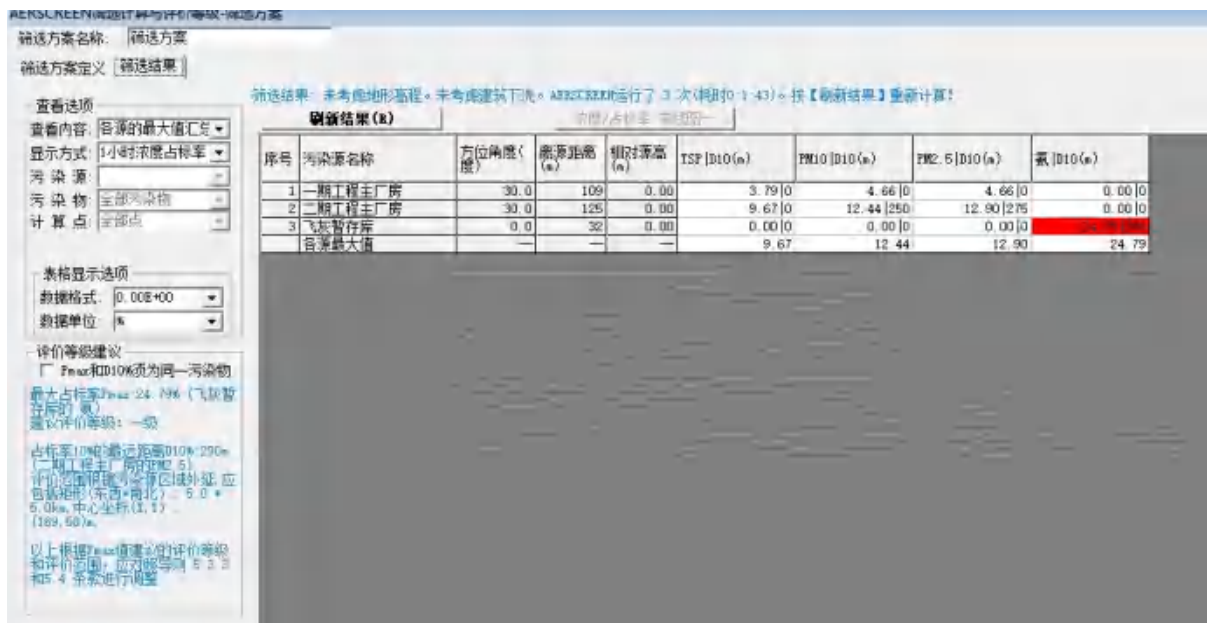 AERSCREEN筛选计算与评价等级-筛选方案
筛选方案名称: 筛选方案
筛选方案定义 筛选结果
筛选结果: 未考虑地形高程。未考虑建筑下洗。AERSCREEN运行了 3 次(耗时0:1:43)。按【刷新结果】重新计算!
查看选项
查看内容: 各源的最大值汇总
显示方式: 1小时浓度占标率
污 染 源:
污 染 物: 全部污染物
计 算 点: 全部点
刷新结果(R)
序号 污染源名称 方位角度(度) 离源距离(m) 相对源高(m) TSP|D10(m) PM10|D10(m) PM2.5|D10(m) 氨|D10(m)
1 一期工程主厂房 30.0 109 0.00 3.79|0 4.66|0 4.66|0 0.00|0
2 二期工程主厂房 30.0 125 0.00 9.67|0 12.44|250 12.90|275 0.00|0
3 飞灰暂存库 0.0 32 0.00 0.00|0 0.00|0 0.00|0
各源最大值 — — — 9.67 12.44 12.90 24.79
表格显示选项
数据格式: 0.00E+00
数据单位: %
评价等级建议
Pmax和D10%须为同一污染物
最大占标率Pmax:24.79% (飞灰暂
存库的 氨)
建议评价等级: 一级
占标率10%的最远距离D10%:290m
(二期工程主厂房的PM2.5)
评价范围根据污染源区域外延,应
包括矩形(东西*南北): 5.0 *
5.0km,中心坐标(X,Y):
(189,50)m。
以上根据Pmax值建议的评价等级
和评价范围,应对照导则 5.3.3
和5.4 条款进行调整